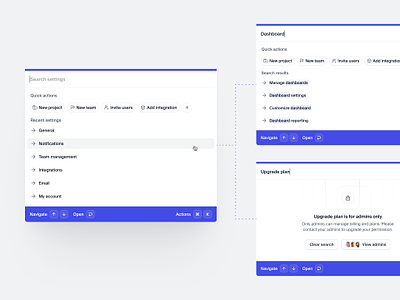 Search settings
Quick actions
New project
New team
Invite users
Add integration
Recent settings
General
Notifications
Team management
Integrations
Email
My account
Navigate
Open
Actions
⌘
K
Dashboard
Quick actions
New project
New team
Invite users
Add integration
Search results
Manage dashboards
Dashboard settings
Customize dashboard
Dashboard reporting
Navigate
Open
Upgrade plan
Upgrade plan is for admins only
Only admins can manage billing and plans. Please
contact your admins to upgrade your permission.
Clear search
View admins
Navigate
Open